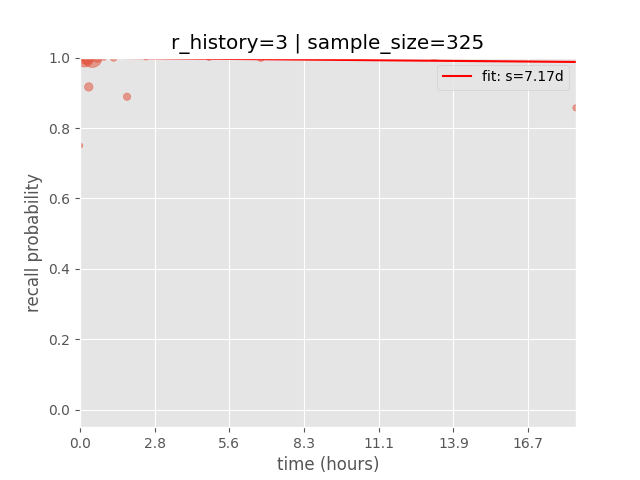 r_history=3 | sample_size=325
fit: s=7.17d
1.0
0.8
0.6
0.4
0.2
0.0
recall probability
0.0 2.8 5.6 8.3 11.1 13.9 16.7
time (hours)